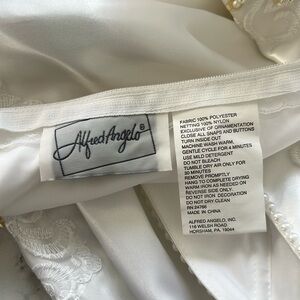 Alfred Angelo®
FABRIC 100% POLYESTER
NETTING 100% NYLON
EXCLUSIVE OF ORNAMENTATION
CLOSE ALL SNAPS AND BUTTONS
TURN INSIDE OUT
MACHINE WASH WARM,
GENTLE CYCLE FOR 4 MINUTES
USE MILD DETERGENT
DO NOT BLEACH
TUMBLE DRY AIR ONLY FOR
30 MINUTES
REMOVE PROMPTLY
HANG TO COMPLETE DRYING
WARM IRON AS NEEDED ON
REVERSE SIDE ONLY.
DO NOT IRON DECORATION
DO NOT DRY CLEAN
RN 24766
MADE IN CHINA
ALFRED ANGELO, INC.
116 WELSH ROAD
HORSHAM, PA. 19044